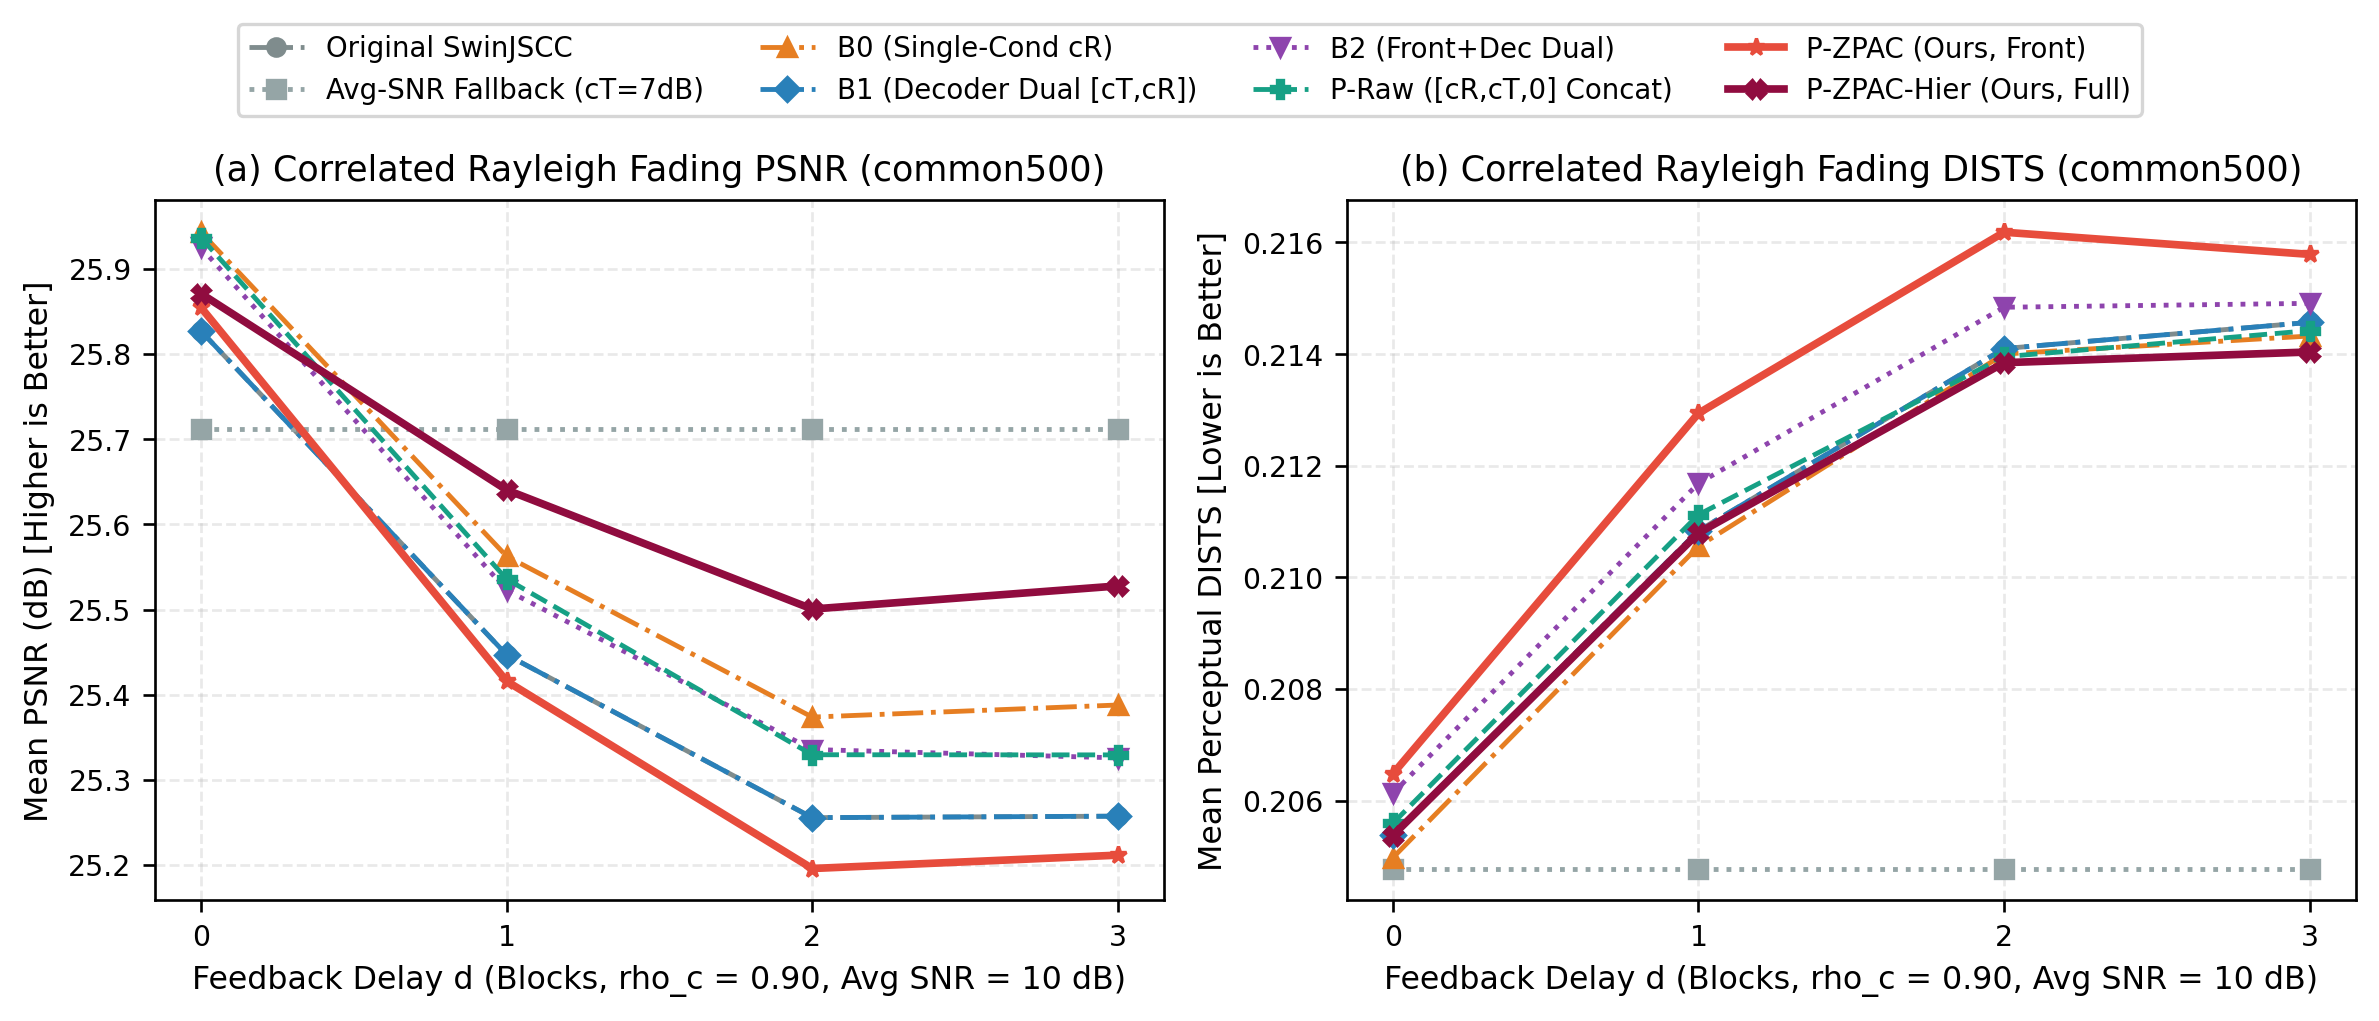 Original SwinJSCC
Avg-SNR Fallback (cT=7dB)
B0 (Single-Cond cR)
B1 (Decoder Dual [cT,cR])
B2 (Front+Dec Dual)
P-Raw ([cR,cT,0] Concat)
P-ZPAC (Ours, Front)
P-ZPAC-Hier (Ours, Full)
(a) Correlated Rayleigh Fading PSNR (common500)
Mean PSNR (dB) [Higher is Better]
25.9
25.8
25.7
25.6
25.5
25.4
25.3
25.2
0 1 2 3
Feedback Delay d (Blocks, rho_c = 0.90, Avg SNR = 10 dB)
(b) Correlated Rayleigh Fading DISTS (common500)
Mean Perceptual DISTS [Lower is Better]
0.216
0.214
0.212
0.210
0.208
0.206
0 1 2 3
Feedback Delay d (Blocks, rho_c = 0.90, Avg SNR = 10 dB)